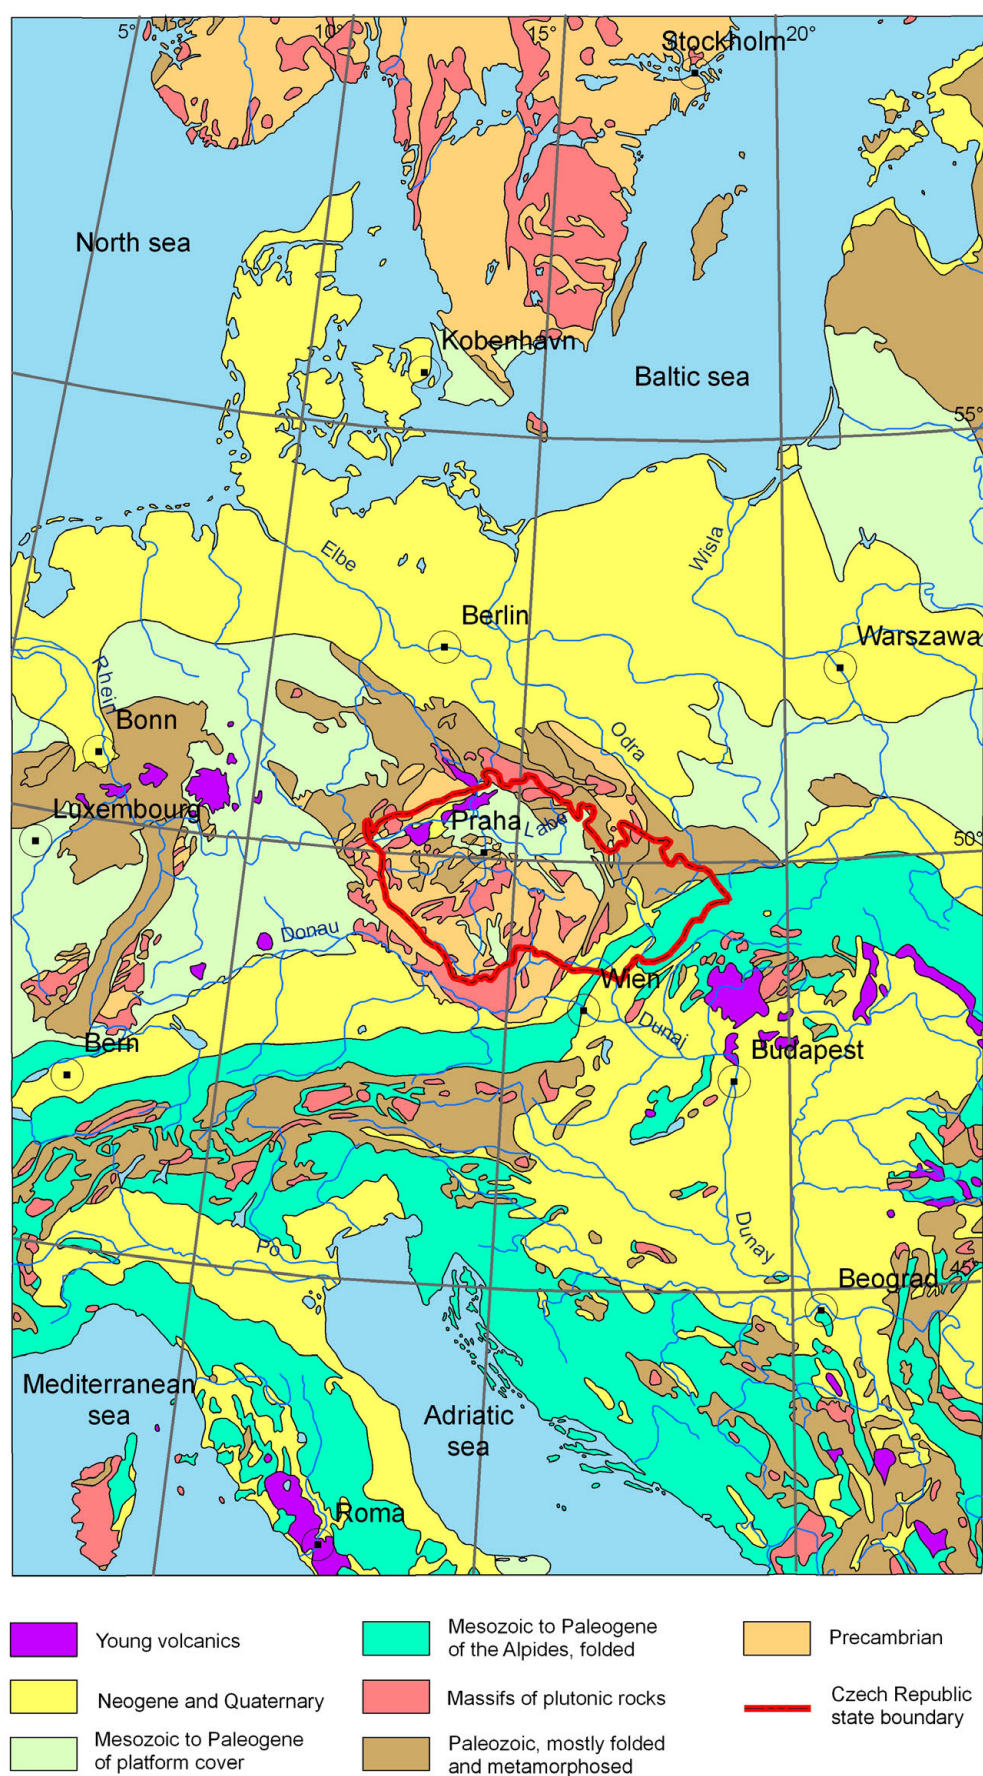 5°
10°
15°
20°
Stockholm
North sea
Kobenhavn
Baltic sea
55°
Elbe
Wisla
Berlin
Warszawa
Rhein
Bonn
Odra
Luxembourg
Praha
Labe
50°
Donau
Wien
Dunaj
Bern
Budapest
Po
Dunay
45°
Beograd
Mediterranean
sea
Adriatic
sea
Roma
Young volcanics
Neogene and Quaternary
Mesozoic to Paleogene
of platform cover
Mesozoic to Paleogene
of the Alpides, folded
Massifs of plutonic rocks
Paleozoic, mostly folded
and metamorphosed
Precambrian
Czech Republic
state boundary